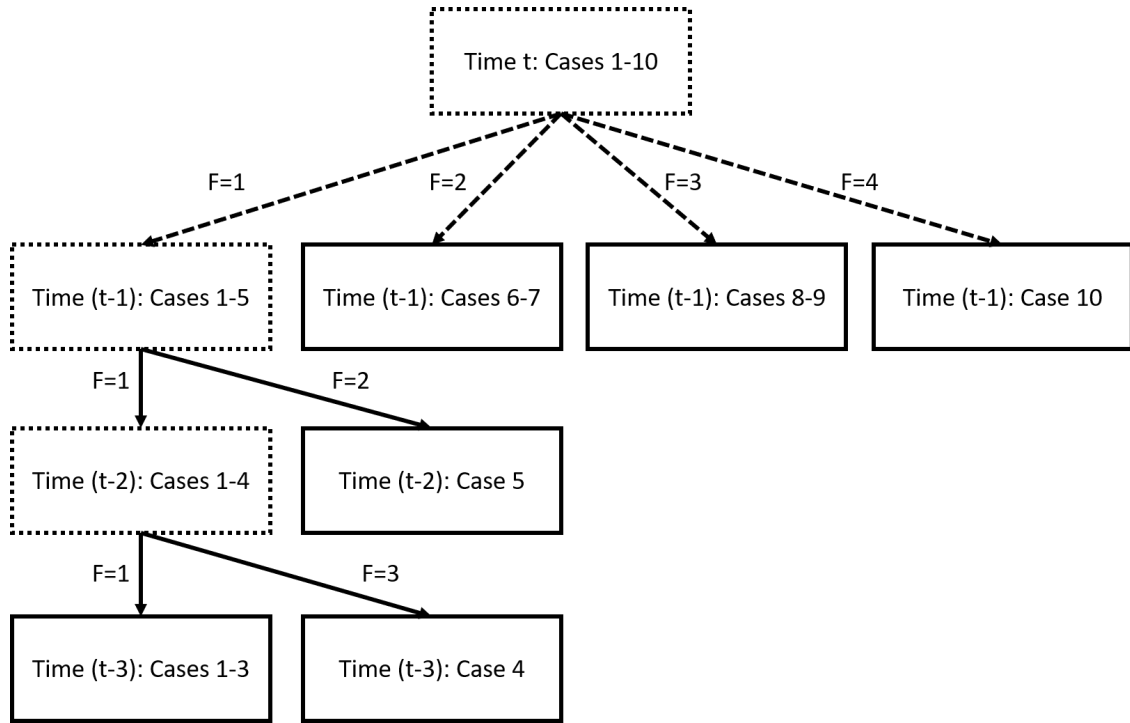 Time t: Cases 1-10
F=1
F=2
F=3
F=4
Time (t-1): Cases 1-5
Time (t-1): Cases 6-7
Time (t-1): Cases 8-9
Time (t-1): Case 10
F=1
F=2
Time (t-2): Cases 1-4
Time (t-2): Case 5
F=1
F=3
Time (t-3): Cases 1-3
Time (t-3): Case 4